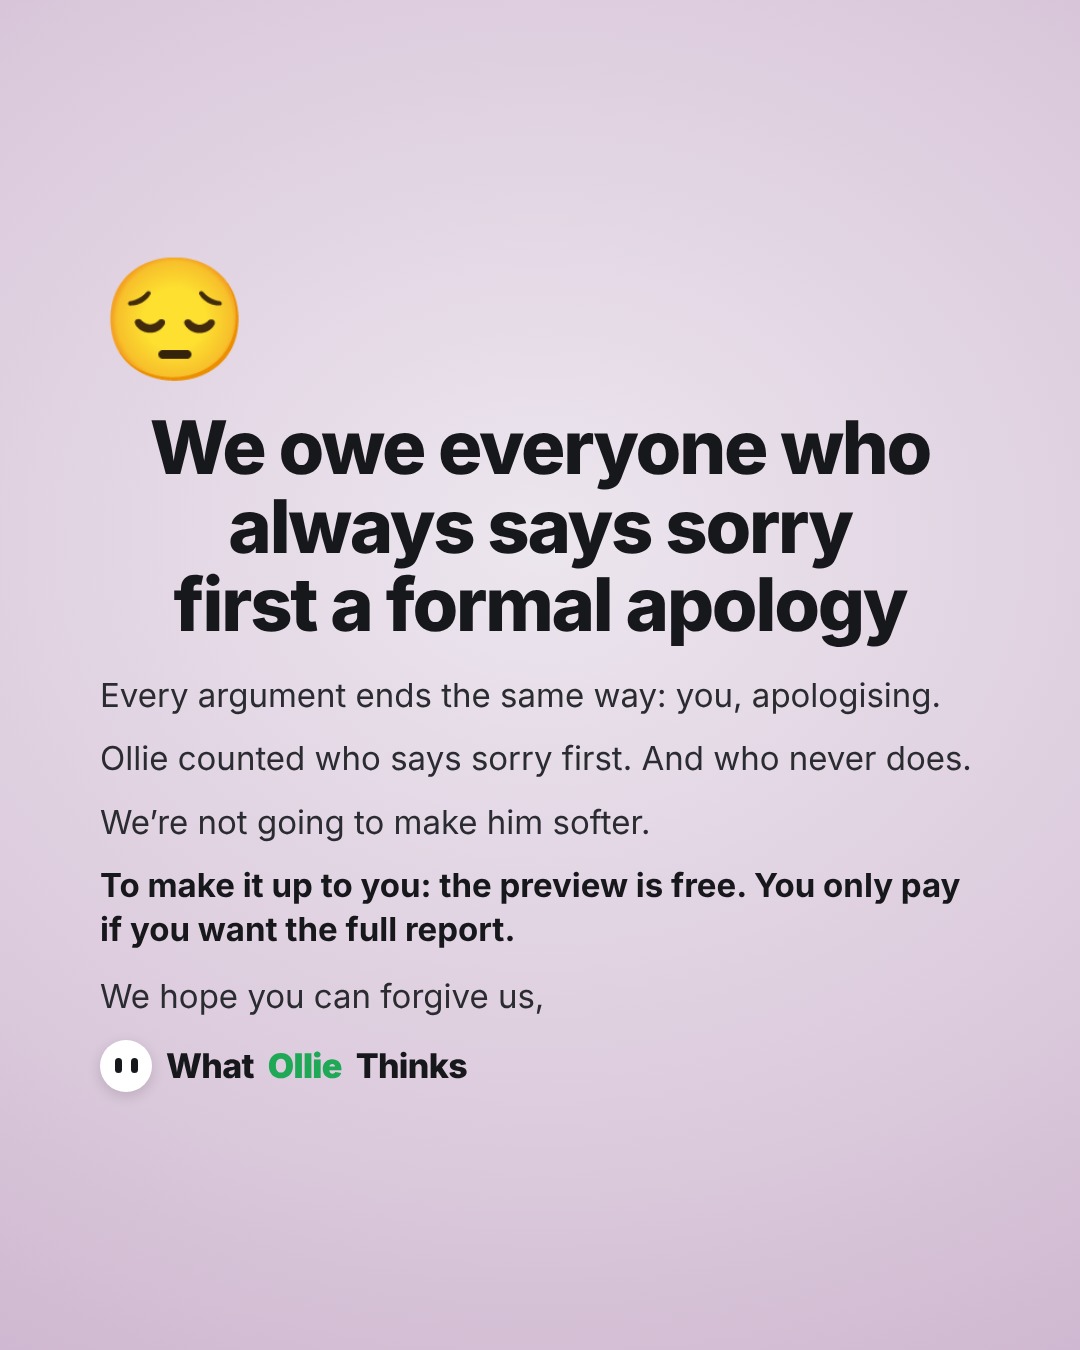 We owe everyone who
always says sorry
first a formal apology
Every argument ends the same way: you, apologising.
Ollie counted who says sorry first. And who never does.
We’re not going to make him softer.
To make it up to you: the preview is free. You only pay
if you want the full report.
We hope you can forgive us,
What Ollie Thinks